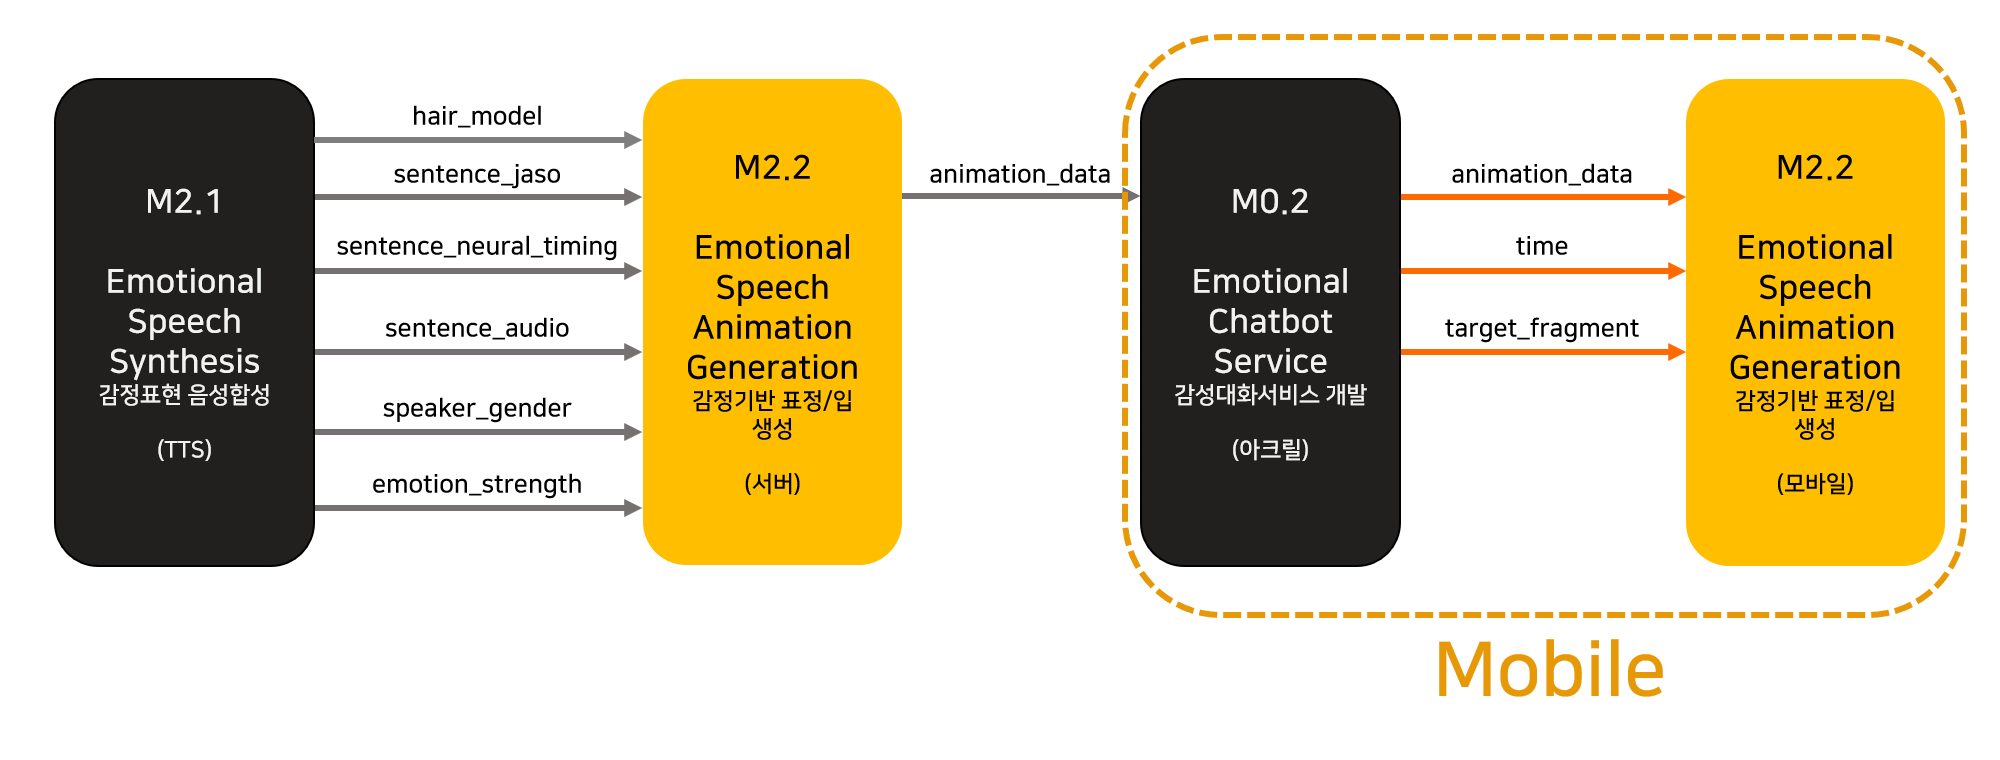 M2.1
Emotional
Speech
Synthesis
감정표현 음성합성
(TTS)
hair_model
sentence_jaso
sentence_neural_timing
sentence_audio
speaker_gender
emotion_strength
M2.2
Emotional
Speech
Animation
Generation
감정기반 표정/입
생성
(서버)
animation_data
M0.2
Emotional
Chatbot
Service
감성대화서비스 개발
(아크릴)
animation_data
time
target_fragment
M2.2
Emotional
Speech
Animation
Generation
감정기반 표정/입
생성
(모바일)
Mobile